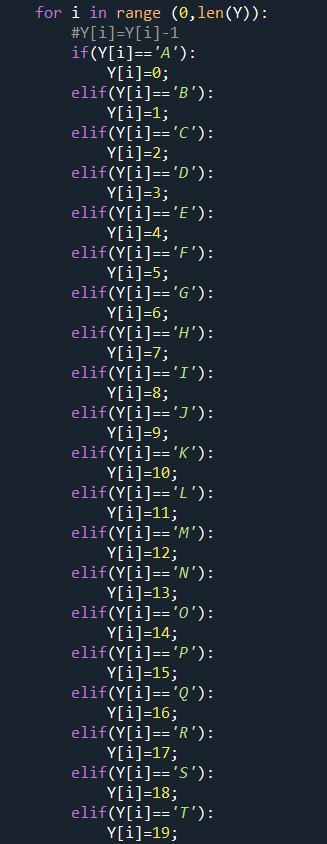 for i in range (0,len(Y)):
#Y[i]=Y[i]-1
if(Y[i]=='A'):
Y[i]=0;
elif(Y[i]=='B'):
Y[i]=1;
elif(Y[i]=='C'):
Y[i]=2;
elif(Y[i]=='D'):
Y[i]=3;
elif(Y[i]=='E'):
Y[i]=4;
elif(Y[i]=='F'):
Y[i]=5;
elif(Y[i]=='G'):
Y[i]=6;
elif(Y[i]=='H'):
Y[i]=7;
elif(Y[i]=='I'):
Y[i]=8;
elif(Y[i]=='J'):
Y[i]=9;
elif(Y[i]=='K'):
Y[i]=10;
elif(Y[i]=='L'):
Y[i]=11;
elif(Y[i]=='M'):
Y[i]=12;
elif(Y[i]=='N'):
Y[i]=13;
elif(Y[i]=='O'):
Y[i]=14;
elif(Y[i]=='P'):
Y[i]=15;
elif(Y[i]=='Q'):
Y[i]=16;
elif(Y[i]=='R'):
Y[i]=17;
elif(Y[i]=='S'):
Y[i]=18;
elif(Y[i]=='T'):
Y[i]=19;